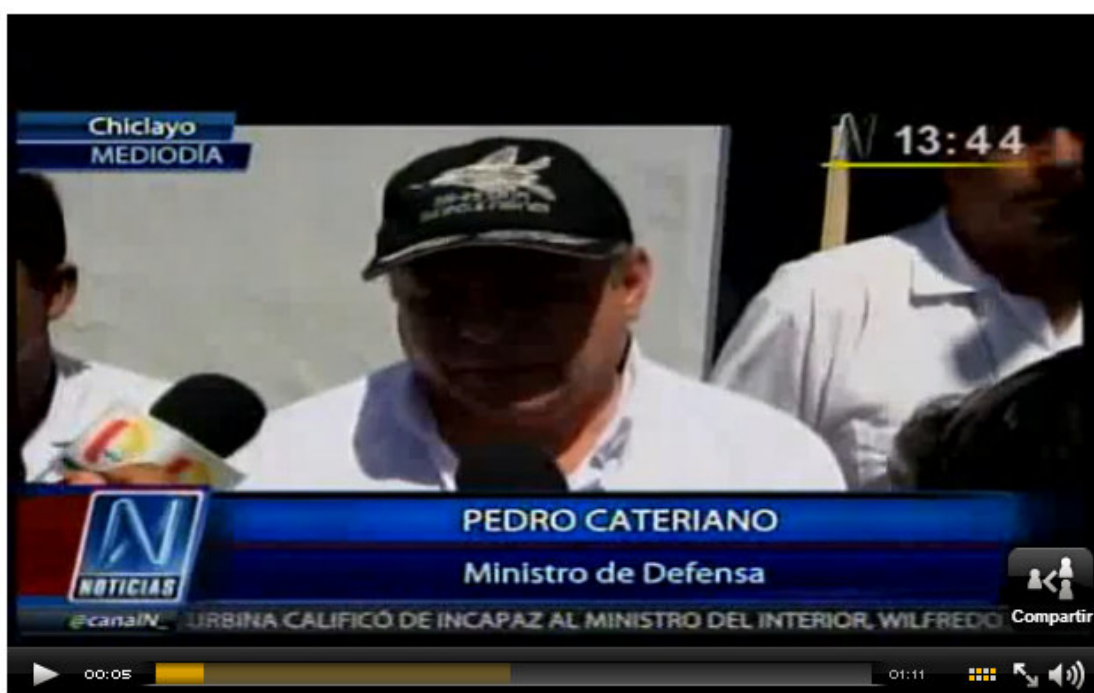 Chiclayo
MEDIODÍA
N 13:44
PEDRO CATERIANO
Ministro de Defensa
N
NOTICIAS
@canalN_ URBINA CALIFICÓ DE INCAPAZ AL MINISTRO DEL INTERIOR, WILFREDO
Compartir
00:05
01:11